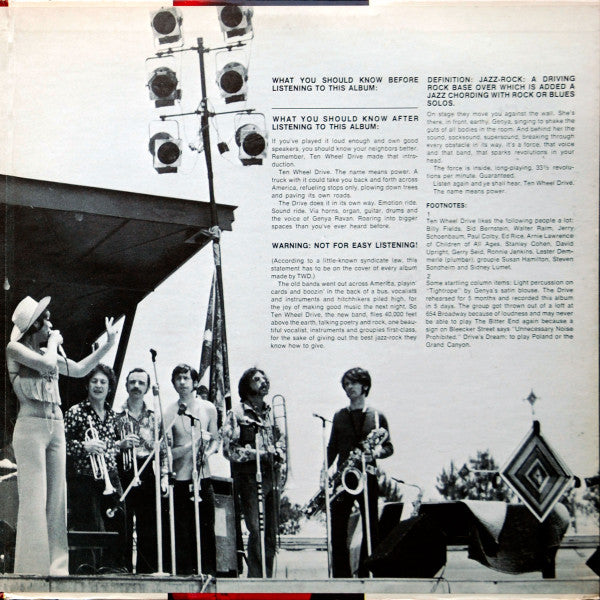 WHAT YOU SHOULD KNOW BEFORE
LISTENING TO THIS ALBUM:
WHAT YOU SHOULD KNOW AFTER
LISTENING TO THIS ALBUM:
If you've played it loud enough and own good
speakers, you should know your neighbors better.
Remember, Ten Wheel Drive made that intro-
duction.
Ten Wheel Drive. The name means power. A
truck with it could take you back and forth across
America, refueling stops only, plowing down trees
and paving its own roads.
The Drive does it in its own way. Emotion ride.
Sound ride. Via horns, organ, guitar, drums and
the voice of Genya Ravan. Roaring into bigger
spaces than you've ever heard before.
WARNING: NOT FOR EASY LISTENING!
(According to a little-known syndicate law, this
statement has to be on the cover of every album
made by TWD.)
The old bands went out across America, playin'
cards and boozin' in the back of a bus, vocalists
and instruments and hitchhikers piled high, for
the joy of making good music the next night. So
Ten Wheel Drive, the new band, flies 40,000 feet
above the earth, talking poetry and rock, one beau-
tiful vocalist, instruments and groupies first-class,
for the sake of giving out the best jazz-rock they
know how to give.
DEFINITION: JAZZ-ROCK: A DRIVING
ROCK BASE OVER WHICH IS ADDED A
JAZZ CHORDING WITH ROCK OR BLUES
SOLOS.
On stage they move you against the wall. She's
there, in front, earthy, Genya, singing to shake the
guts of all bodies in the room. And behind her the
sound, socksound, supersound, breaking through
every obstacle in its way. It's a force, that voice
and that band, that sparks revolutions in your
head.
The force is inside, long-playing, 33⅓ revolu-
tions per minute. Guaranteed.
Listen again and ye shall hear, Ten Wheel Drive.
The name means power.
FOOTNOTES:
1
Ten Wheel Drive likes the following people a lot:
Billy Fields, Sid Bernstein, Walter Raim, Jerry
Schoenbaum, Paul Colby, Ed Rice, Arnie Lawrence
of Children of All Ages, Stanley Cohen, David
Upright, Gerry Seid, Ronnie Jenkins, Lester Dem-
merle (plumber), groupie Susan Hamilton, Steven
Sondheim and Sidney Lumet.
2
Some startling column items: Light percussion on
"Tightrope" by Genya's satin blouse. The Drive
rehearsed for 5 months and recorded this album
in 5 days. The group got thrown out of a loft at
654 Broadway because of loudness and may never
be able to play The Bitter End again because a
sign on Bleecker Street says "Unnecessary Noise
Prohibited." Drive's Dream: to play Poland or the
Grand Canyon.